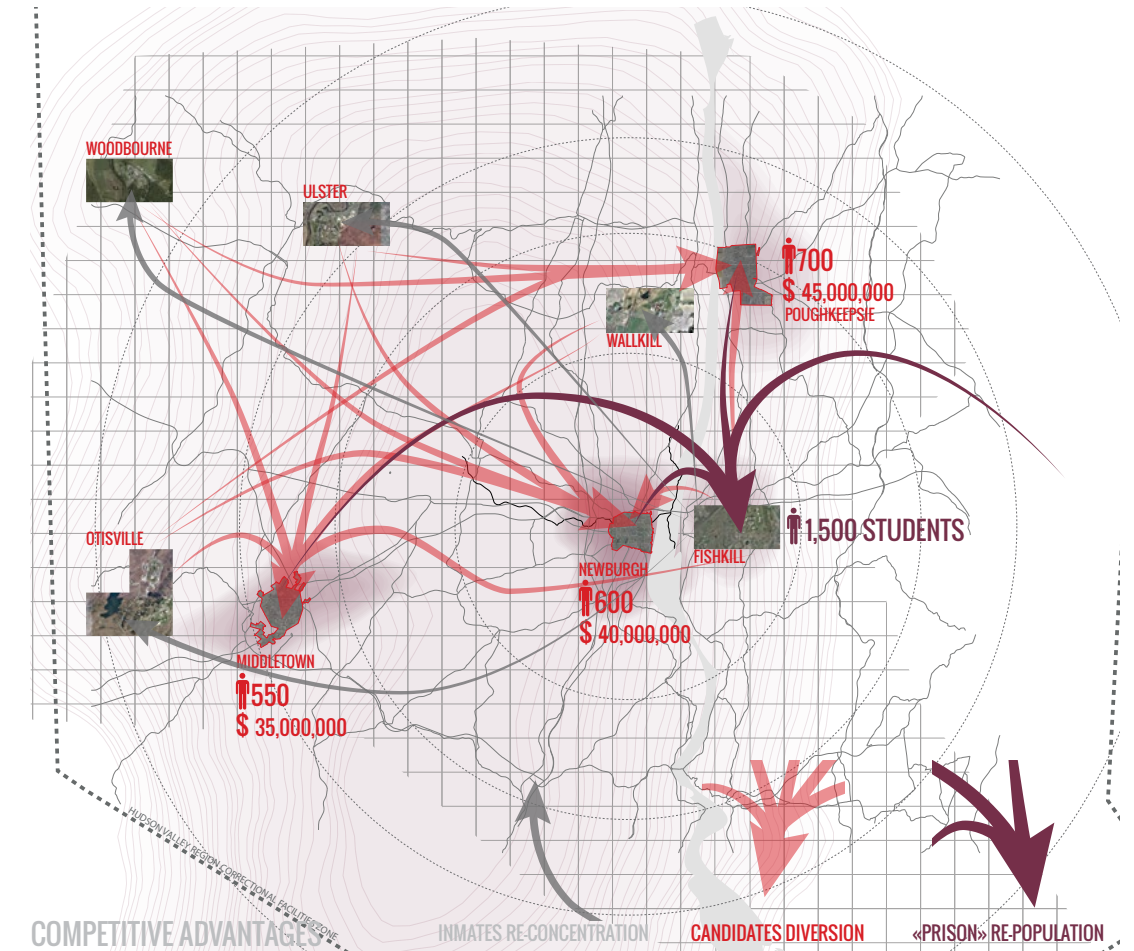 WOODBOURNE
ULSTER
700
$ 45,000,000
POUGHKEEPSIE
WALLKILL
OTISVILLE
1,500 STUDENTS
FISHKILL
NEWBURGH
600
$ 40,000,000
MIDDLETOWN
550
$ 35,000,000
HUDSON VALLEY REGION CORRECTIONAL FACILITIES ZONE
COMPETITIVE ADVANTAGES
INMATES RE-CONCENTRATION
CANDIDATES DIVERSION
«PRISON» RE-POPULATION